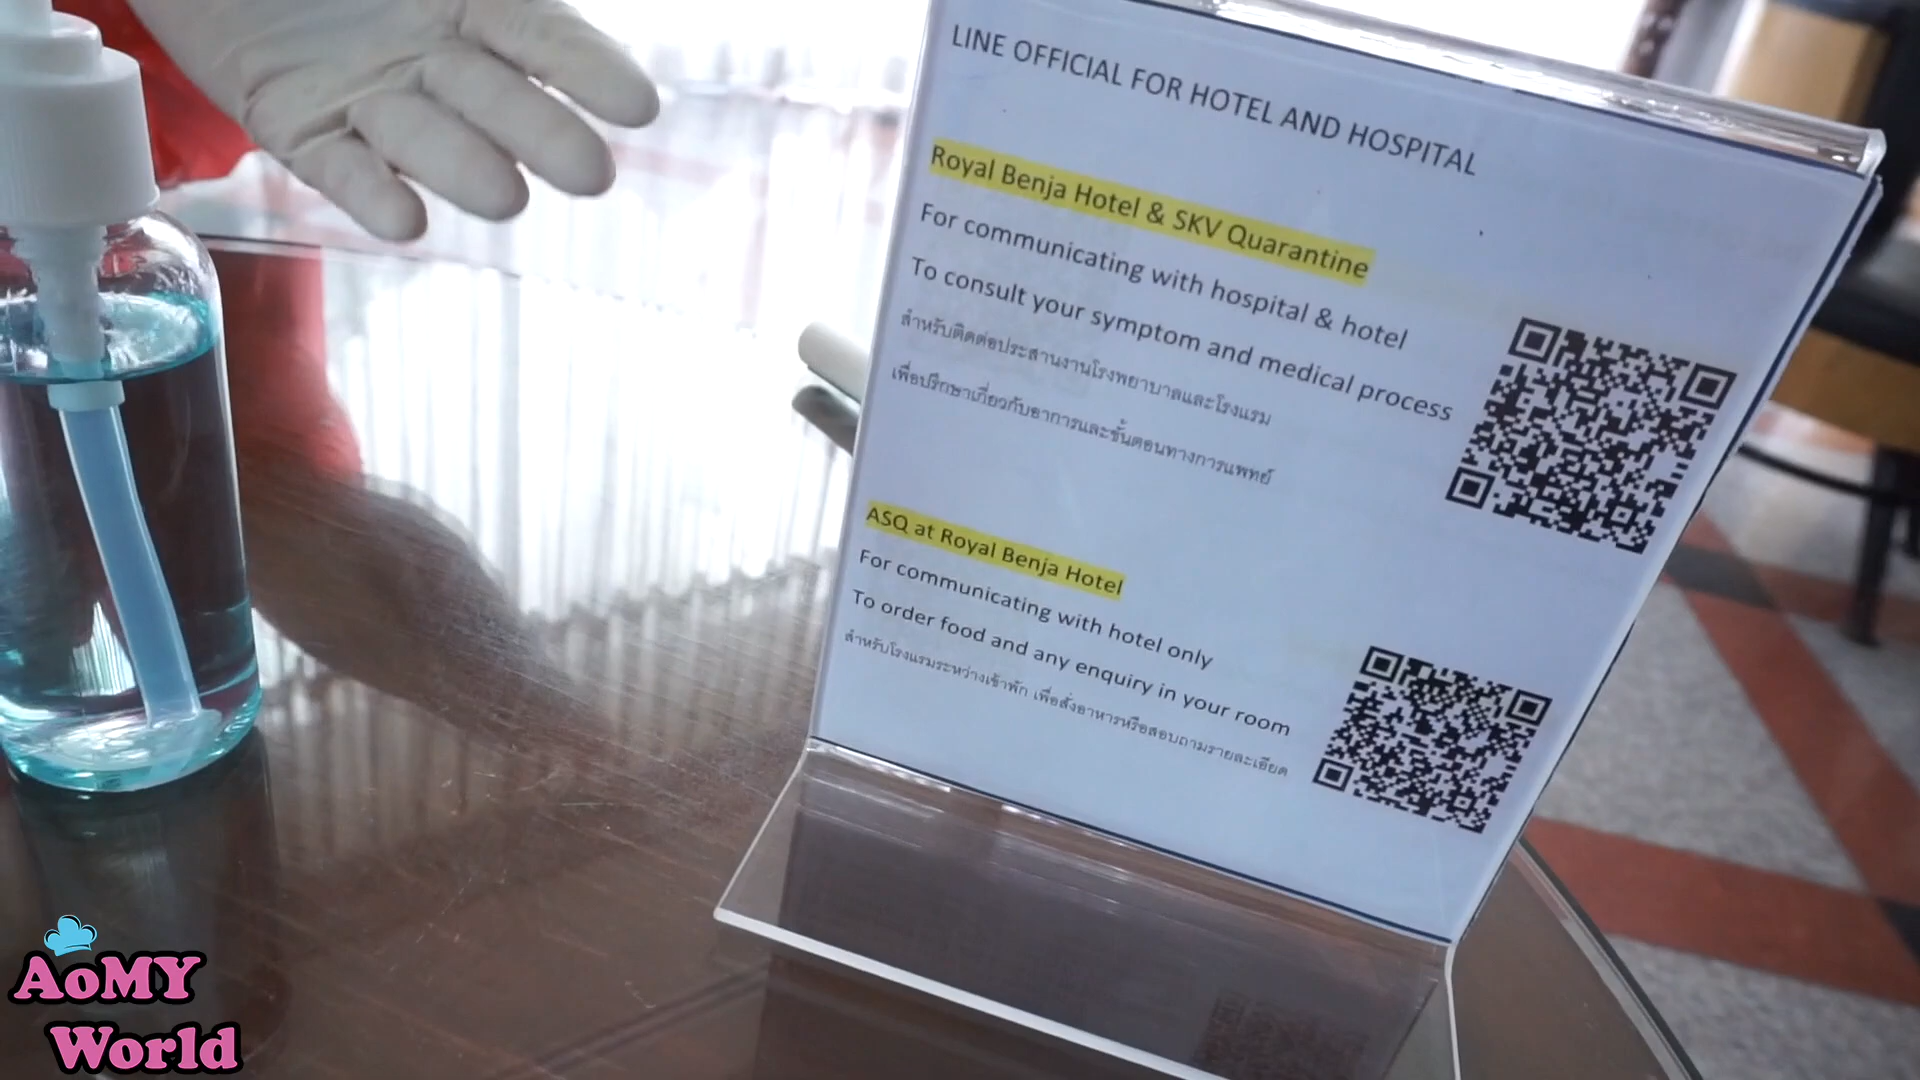 LINE OFFICIAL FOR HOTEL AND HOSPITAL
Royal Benja Hotel & SKV Quarantine
For communicating with hospital & hotel
To consult your symptom and medical process
สำหรับติดต่อประสานงานโรงพยาบาลและโรงแรม
เพื่อปรึกษาเกี่ยวกับอาการและขั้นตอนทางการแพทย์
ASQ at Royal Benja Hotel
For communicating with hotel only
To order food and any enquiry in your room
สำหรับโรงแรมระหว่างเข้าพัก เพื่อสั่งอาหารหรือสอบถามรายละเอียด
AoMY
World